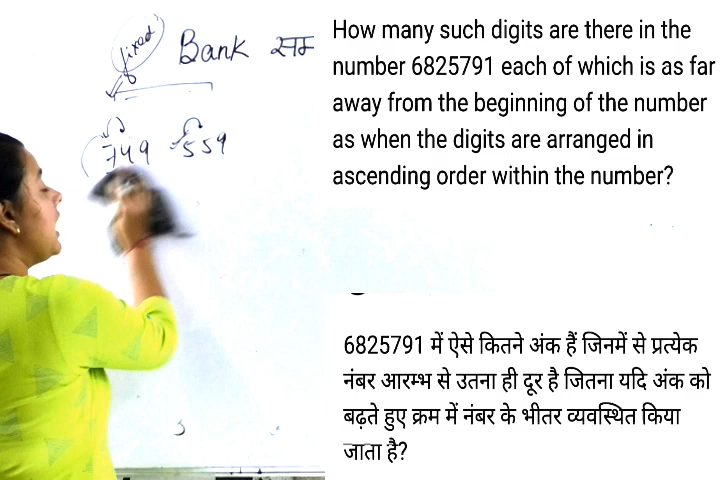 fixed
Bank सम
749 559
How many such digits are there in the
number 6825791 each of which is as far
away from the beginning of the number
as when the digits are arranged in
ascending order within the number?
6825791 में ऐसे कितने अंक हैं जिनमें से प्रत्येक
नंबर आरम्भ से उतना ही दूर है जितना यदि अंक को
बढ़ते हुए क्रम में नंबर के भीतर व्यवस्थित किया
जाता है?